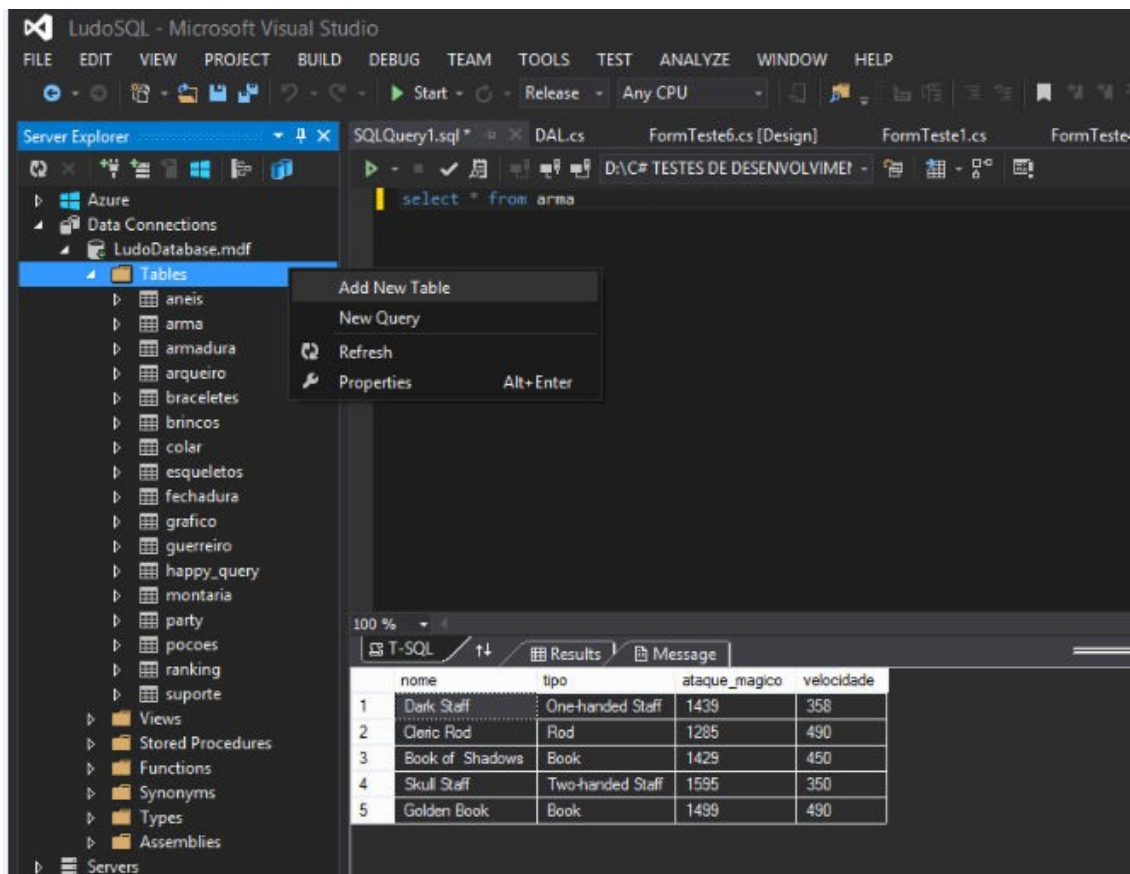 LudoSQL - Microsoft Visual Studio
FILE EDIT VIEW PROJECT BUILD DEBUG TEAM TOOLS TEST ANALYZE WINDOW HELP
Start Release Any CPU
Server Explorer
SQLQuery1.sql* DAL.cs FormTeste6.cs [Design] FormTeste1.cs FormTeste
D:\C# TESTES DE DESENVOLVIMEI
Azure
Data Connections
LudoDatabase.mdf
Tables
aneis
arma
armadura
arqueiro
braceletes
brincos
colar
esqueletos
fechadura
grafico
guerreiro
happy_query
montaria
party
pocoes
ranking
suporte
Views
Stored Procedures
Functions
Synonyms
Types
Assemblies
Servers
select * from arma
Add New Table
New Query
Refresh
Properties Alt+Enter
100 %
T-SQL Results Message
nome tipo ataque_magico velocidade
1 Dark Staff One-handed Staff 1439 358
2 Cleric Rod Rod 1285 490
3 Book of Shadows Book 1429 450
4 Skull Staff Two-handed Staff 1595 350
5 Golden Book Book 1499 490